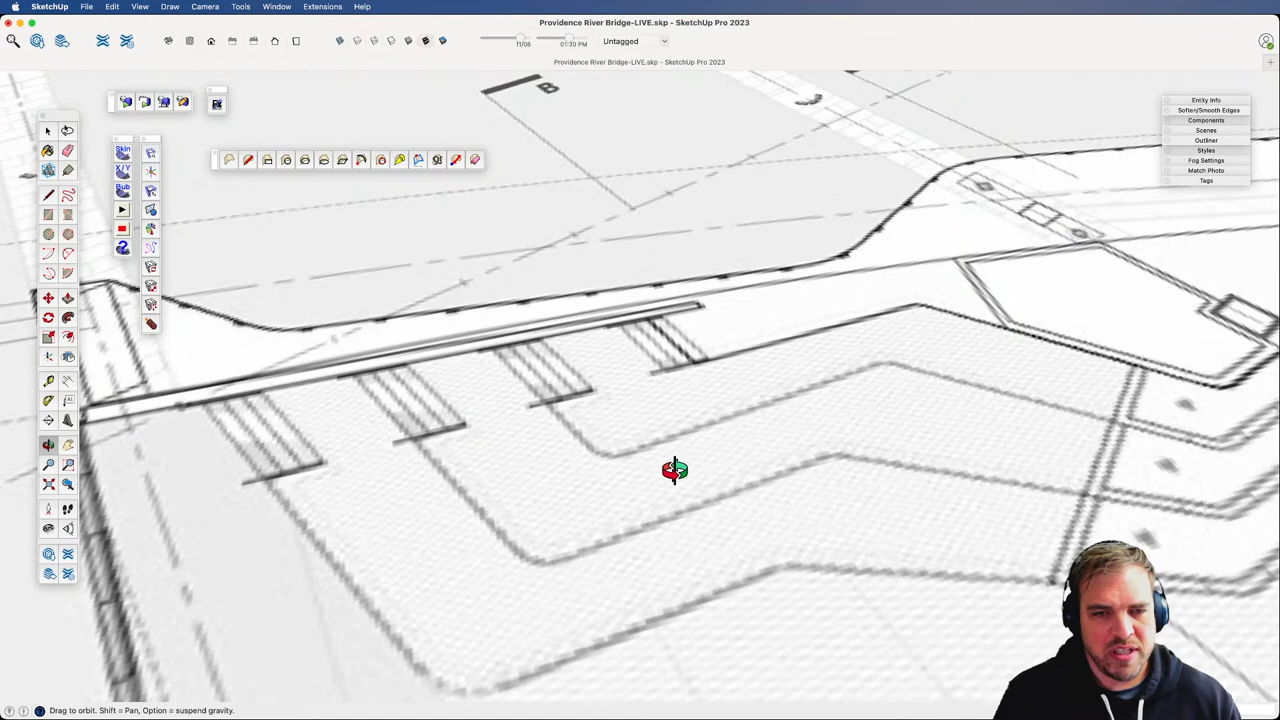 SketchUp File Edit View Draw Camera Tools Window Extensions Help
Providence River Bridge-LIVE.skp - SketchUp Pro 2023
11/08 01:30 PM Untagged
Providence River Bridge-LIVE.skp - SketchUp Pro 2023
B
Entity Info
Soften/Smooth Edges
Components
Scenes
Outliner
Styles
Fog Settings
Match Photo
Tags
Skin
X/Y
Bub
Drag to orbit. Shift = Pan, Option = suspend gravity.